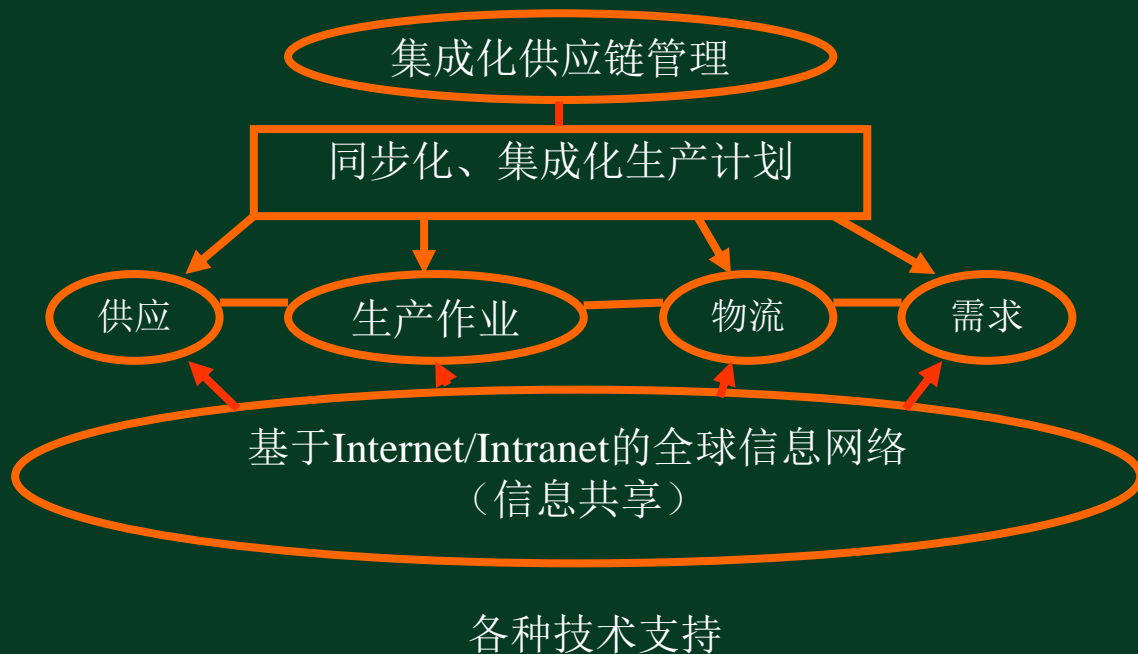 集成化供应链管理
同步化、集成化生产计划
供应
生产作业
物流
需求
基于Internet/Intranet的全球信息网络
（信息共享）
各种技术支持